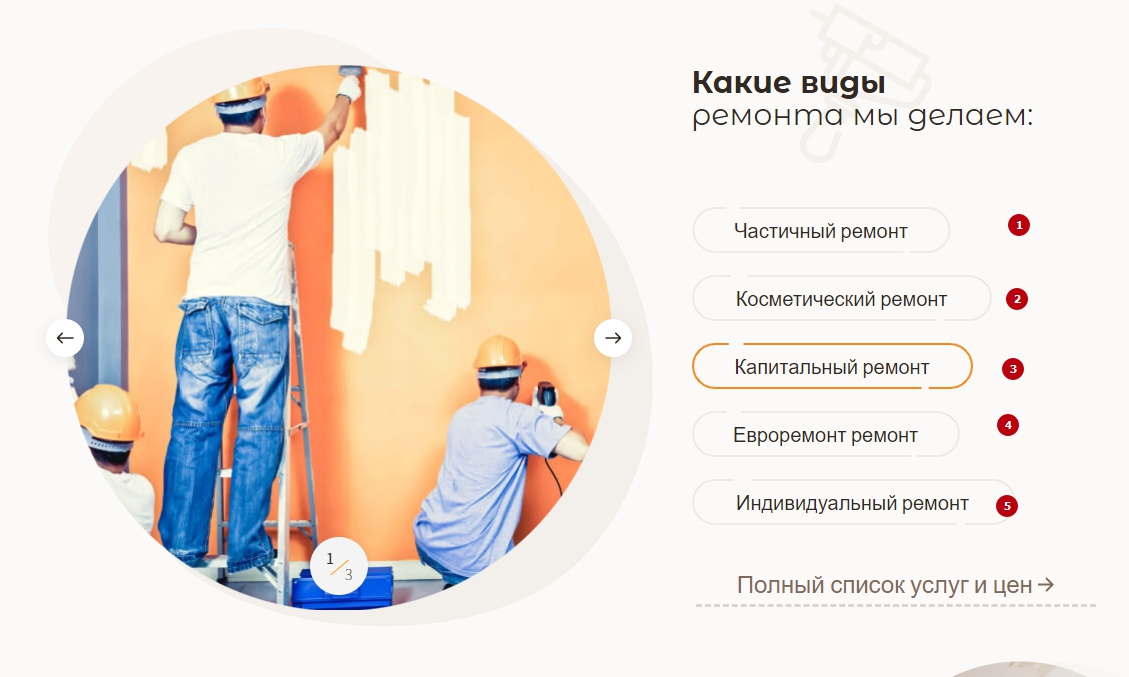 Какие виды
ремонта мы делаем:
Частичный ремонт
1
Косметический ремонт
2
Капитальный ремонт
3
Евроремонт ремонт
4
Индивидуальный ремонт
5
Полный список услуг и цен →
1/3